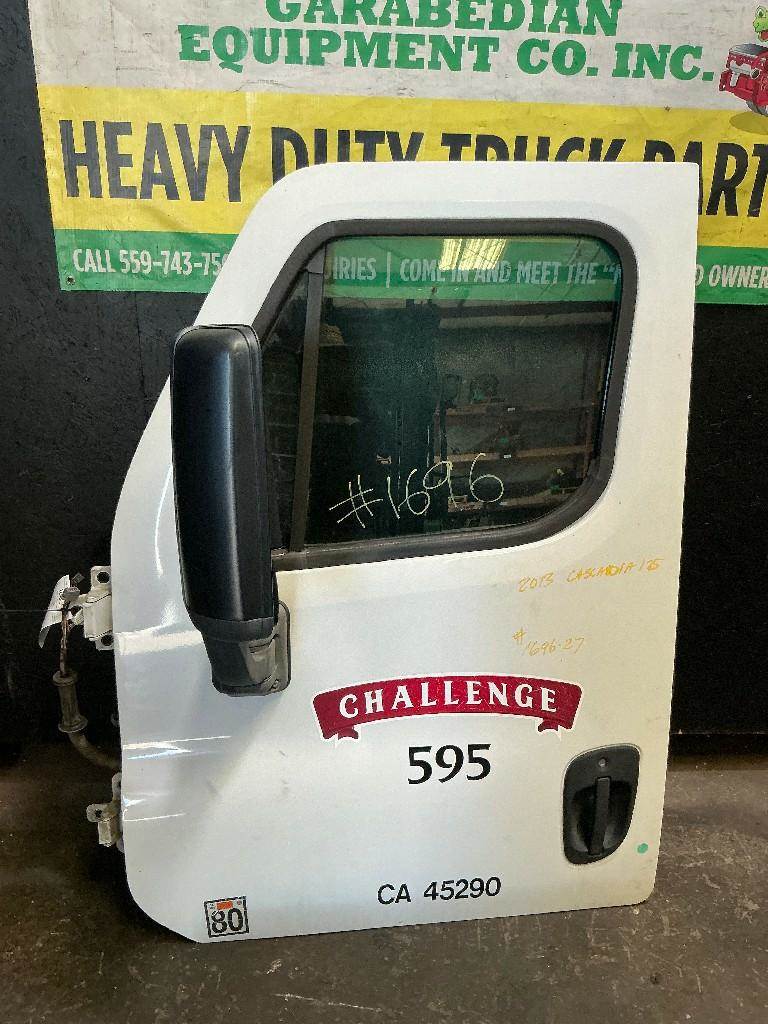 GARABEDIAN
EQUIPMENT CO. INC.
HEAVY DUTY TRUCK PART
CALL 559-743-75
IRIES | COME IN AND MEET THE "
D OWNER
#1696
2013 CASCADIA 125
#1696-27
CHALLENGE
595
CA 45290
80